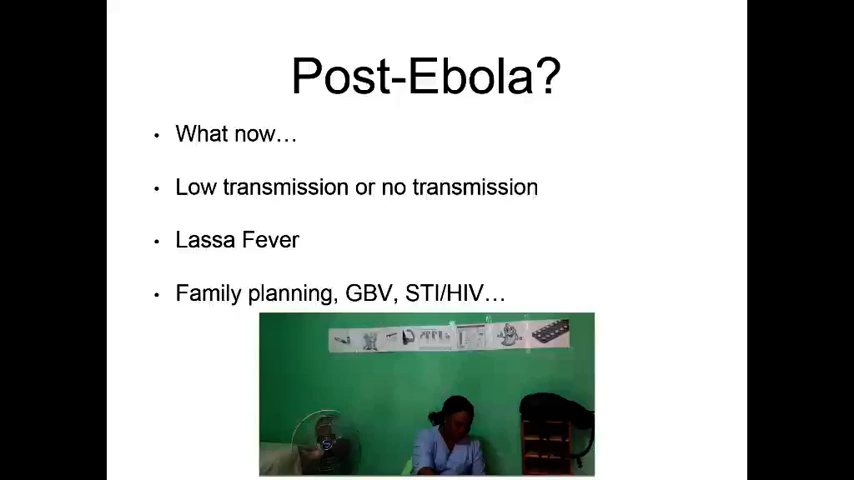 Post-Ebola?
• What now…
• Low transmission or no transmission
• Lassa Fever
• Family planning, GBV, STI/HIV…